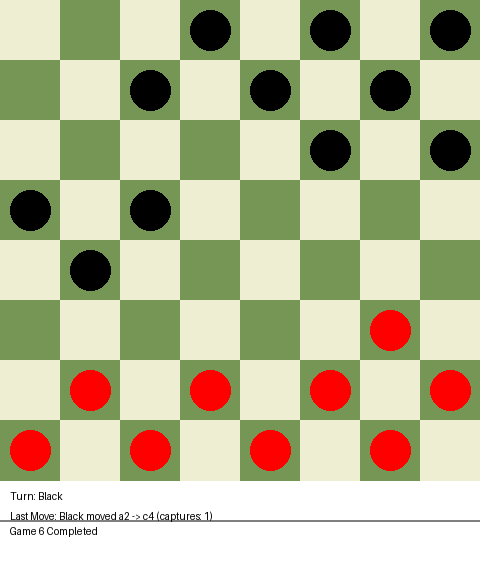 Turn: Black
Last Move: Black moved a2 -> c4 (captures: 1)
Game 6 Completed